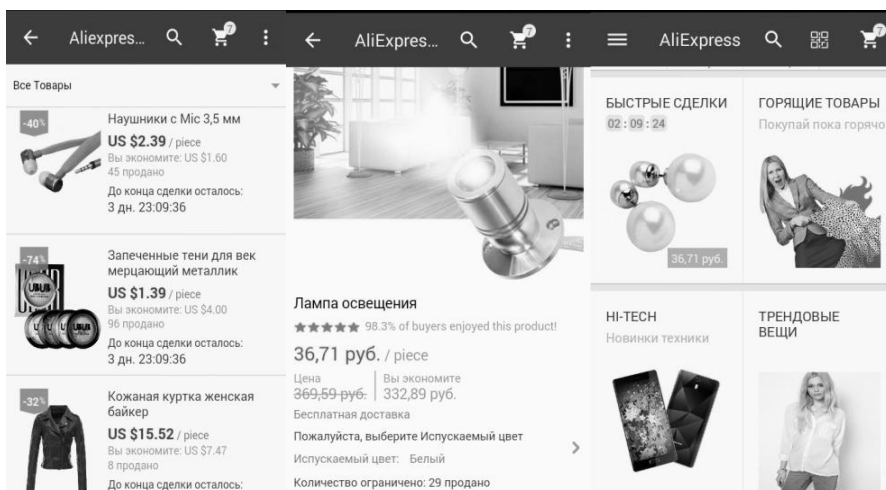 Aliexpres...
7
Все Товары
-40%
Наушники с Mic 3,5 мм
US $2.39 / piece
Вы экономите: US $1.60
45 продано
До конца сделки осталось:
3 дн. 23:09:36
-74%
Запеченные тени для век
мерцающий металлик
US $1.39 / piece
Вы экономите: US $4.00
96 продано
До конца сделки осталось:
3 дн. 23:09:36
-32%
Кожаная куртка женская
байкер
US $15.52 / piece
Вы экономите: US $7.47
8 продано
До конца сделки осталось:
AliExpres...
7
Лампа освещения
98.3% of buyers enjoyed this product!
36,71 руб. / piece
Цена
Вы экономите
369,59 руб.
332,89 руб.
Бесплатная доставка
Пожалуйста, выберите Испускаемый цвет
Испускаемый цвет: Белый
Количество ограничено: 29 продано
AliExpress
7
БЫСТРЫЕ СДЕЛКИ
02 : 09 : 24
36,71 руб.
ГОРЯЩИЕ ТОВАРЫ
Покупай пока горячо
HI-TECH
Новинки техники
ТРЕНДОВЫЕ
ВЕЩИ